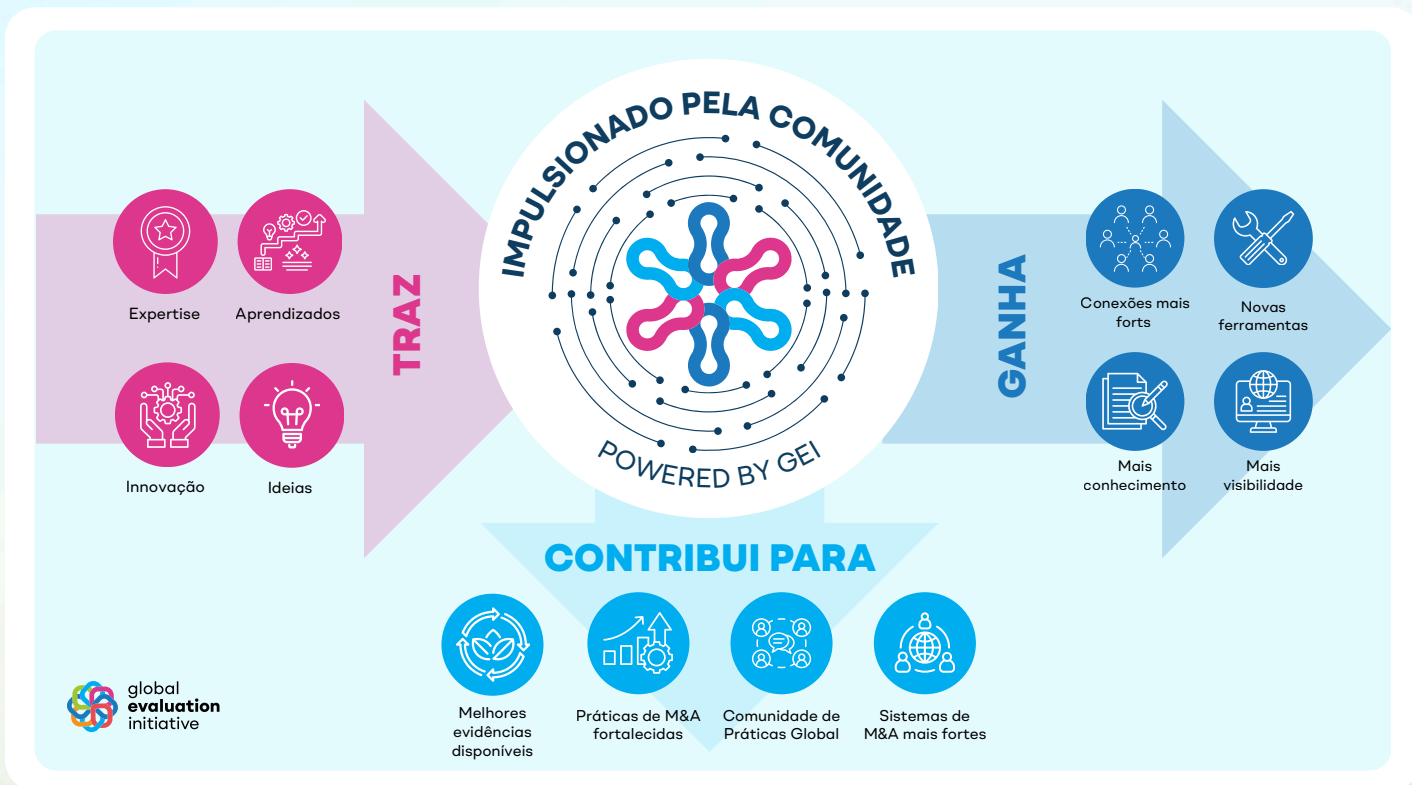 IMPULSIONADO PELA COMUNIDADE
POWERED BY GEI
TRAZ
Expertise
Aprendizados
Innovação
Ideias
GANHA
Conexões mais
forts
Novas
ferramentas
Mais
conhecimento
Mais
visibilidade
CONTRIBUI PARA
Melhores
evidências
disponíveis
Práticas de M&A
fortalecidas
Comunidade de
Práticas Global
Sistemas de
M&A mais fortes
global
evaluation
initiative